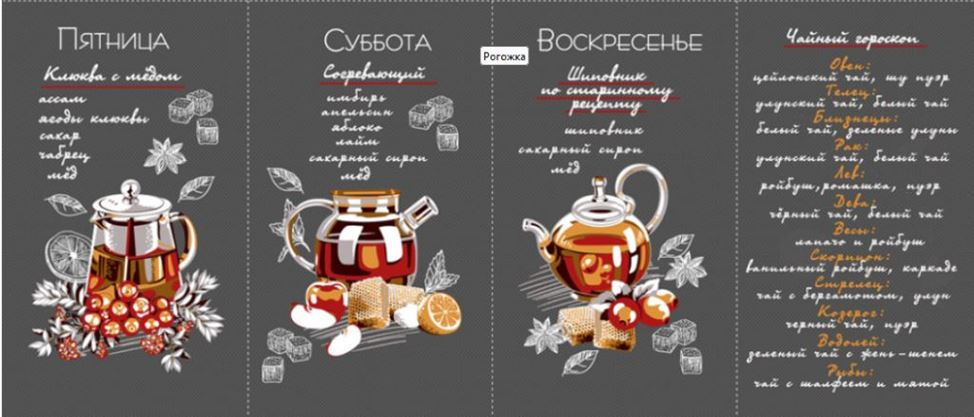 Пятница
Клюква с мёдом
ассам
ягоды клюквы
сахар
чабрец
мёд
Суббота
Согревающий
имбирь
апельсин
яблоко
лайм
сахарный сироп
мёд
Рогожка
Воскресенье
Шиповник
по старинному
рецепту
шиповник
сахарный сироп
мёд
Чайный гороскоп
Овен:
цейлонский чай, шу пуэр
Телец:
улунский чай, белый чай
Близнецы:
белый чай, зеленые улуны
Рак:
улунский чай, белый чай
Лев:
ройбуш, ромашка, пуэр
Дева:
чёрный чай, белый чай
Весы:
лапачо и ройбуш
Скорпион:
ванильный ройбуш, каркаде
Стрелец:
чай с бергамотом, улун
Козерог:
черный чай, пуэр
Водолей:
зеленый чай с жень-шенем
Рыбы:
чай с шалфеем и мятой